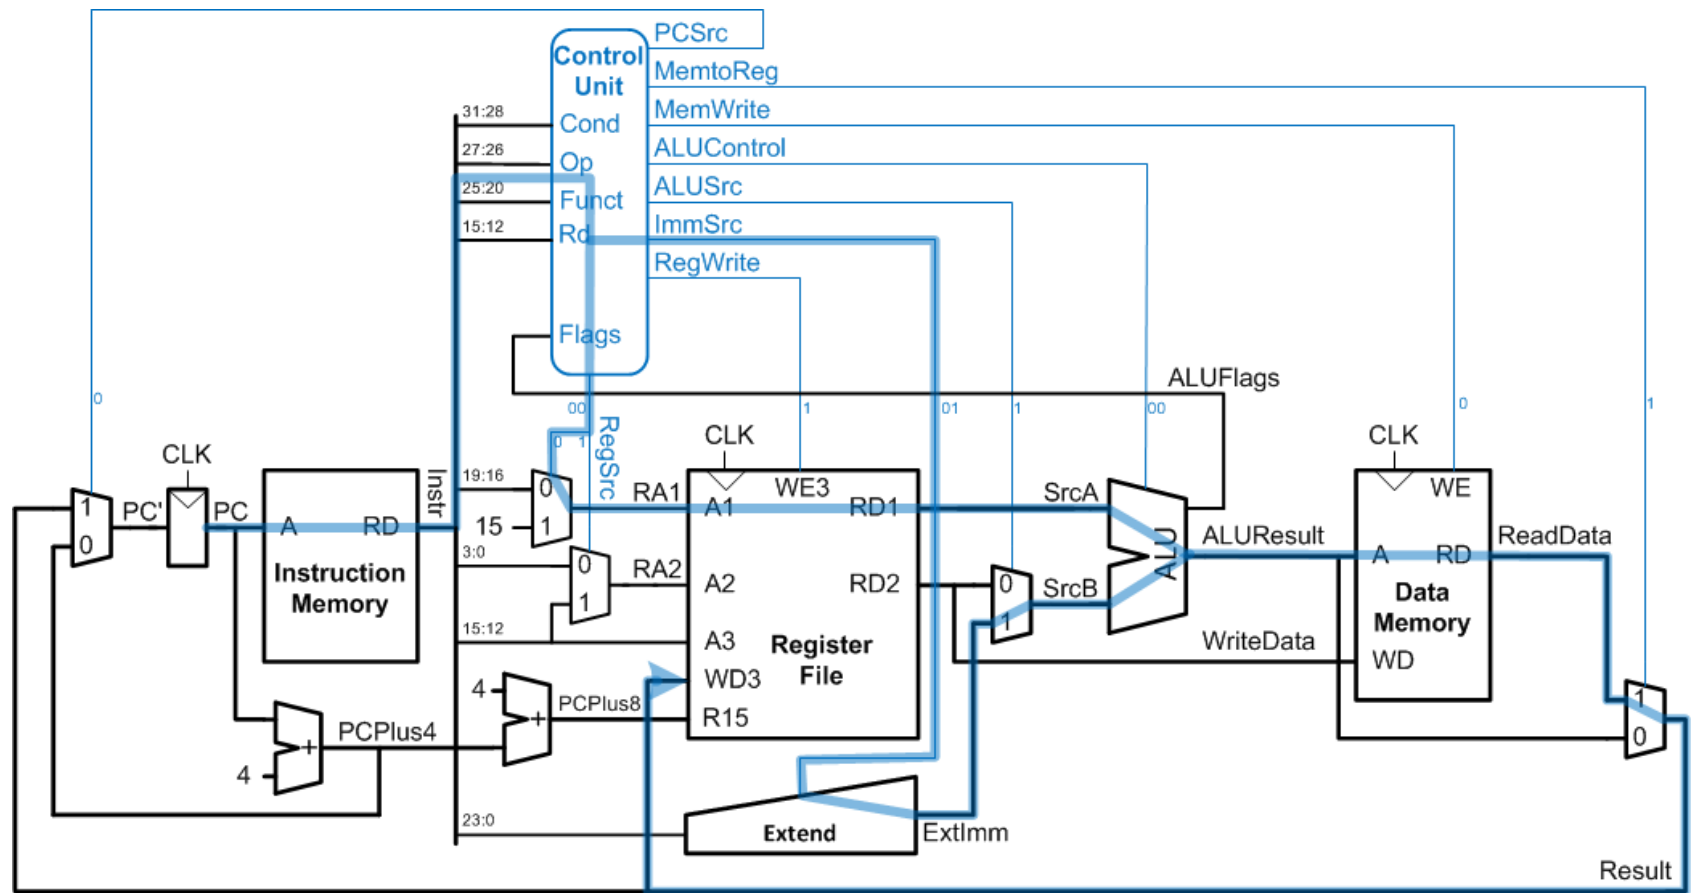 PCSrc
Control
Unit
MemtoReg
31:28
Cond
MemWrite
27:26
Op
ALUControl
25:20
Funct
ALUSrc
15:12
Rd
ImmSrc
RegWrite
Flags
ALUFlags
0
00
RegSrc
1
01
1
00
0
1
0 1
CLK
CLK
CLK
Instr
19:16
0
RA1
A1
WE3
RD1
SrcA
WE
1
PC'
PC
A
RD
15
1
ALU
ALUResult
A
RD
ReadData
0
3:0
0
RA2
A2
RD2
0
SrcB
Instruction
Memory
1
1
Data
Memory
15:12
A3
Register
File
WriteData
WD
4
WD3
PCPlus8
+
R15
1
PCPlus4
+
0
4
23:0
Extend
ExtImm
Result